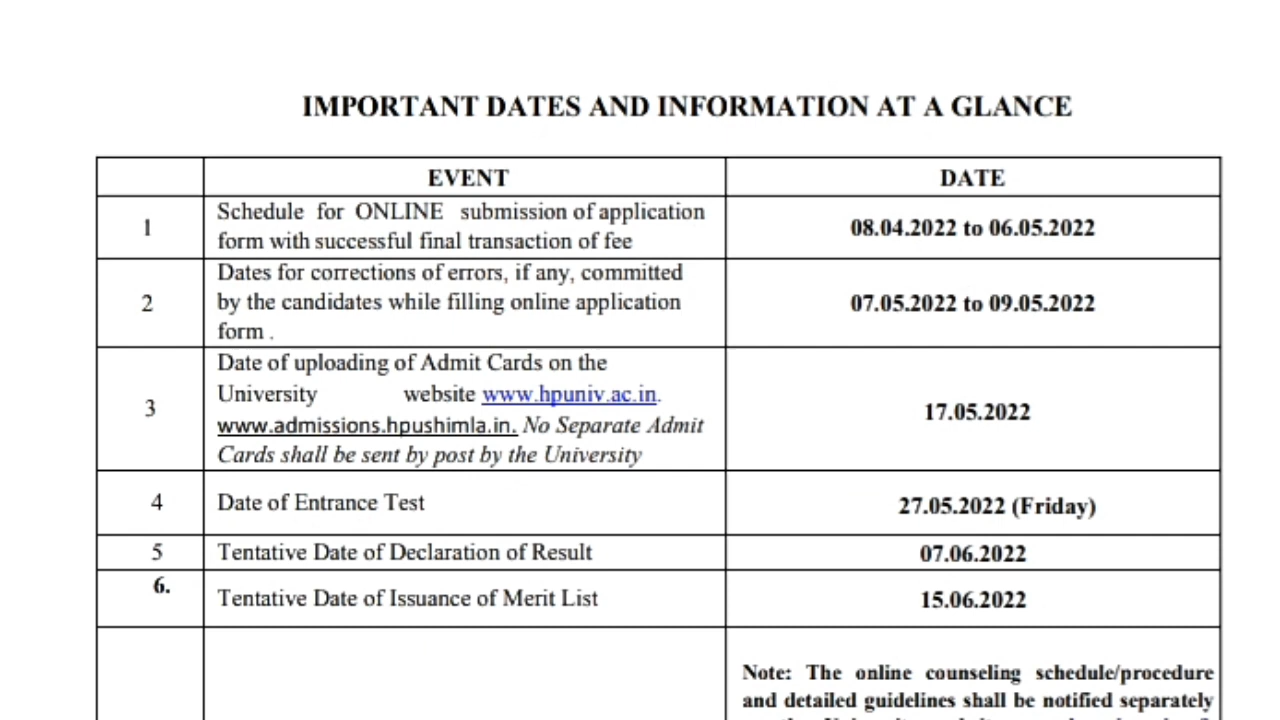 IMPORTANT DATES AND INFORMATION AT A GLANCE
EVENT DATE
1 Schedule for ONLINE submission of application
form with successful final transaction of fee
08.04.2022 to 06.05.2022
2 Dates for corrections of errors, if any, committed
by the candidates while filling online application
form .
07.05.2022 to 09.05.2022
3 Date of uploading of Admit Cards on the
University website www.hpuniv.ac.in.
www.admissions.hpushimla.in. No Separate Admit
Cards shall be sent by post by the University
17.05.2022
4 Date of Entrance Test 27.05.2022 (Friday)
5 Tentative Date of Declaration of Result 07.06.2022
6. Tentative Date of Issuance of Merit List 15.06.2022
Note: The online counseling schedule/procedure
and detailed guidelines shall be notified separately